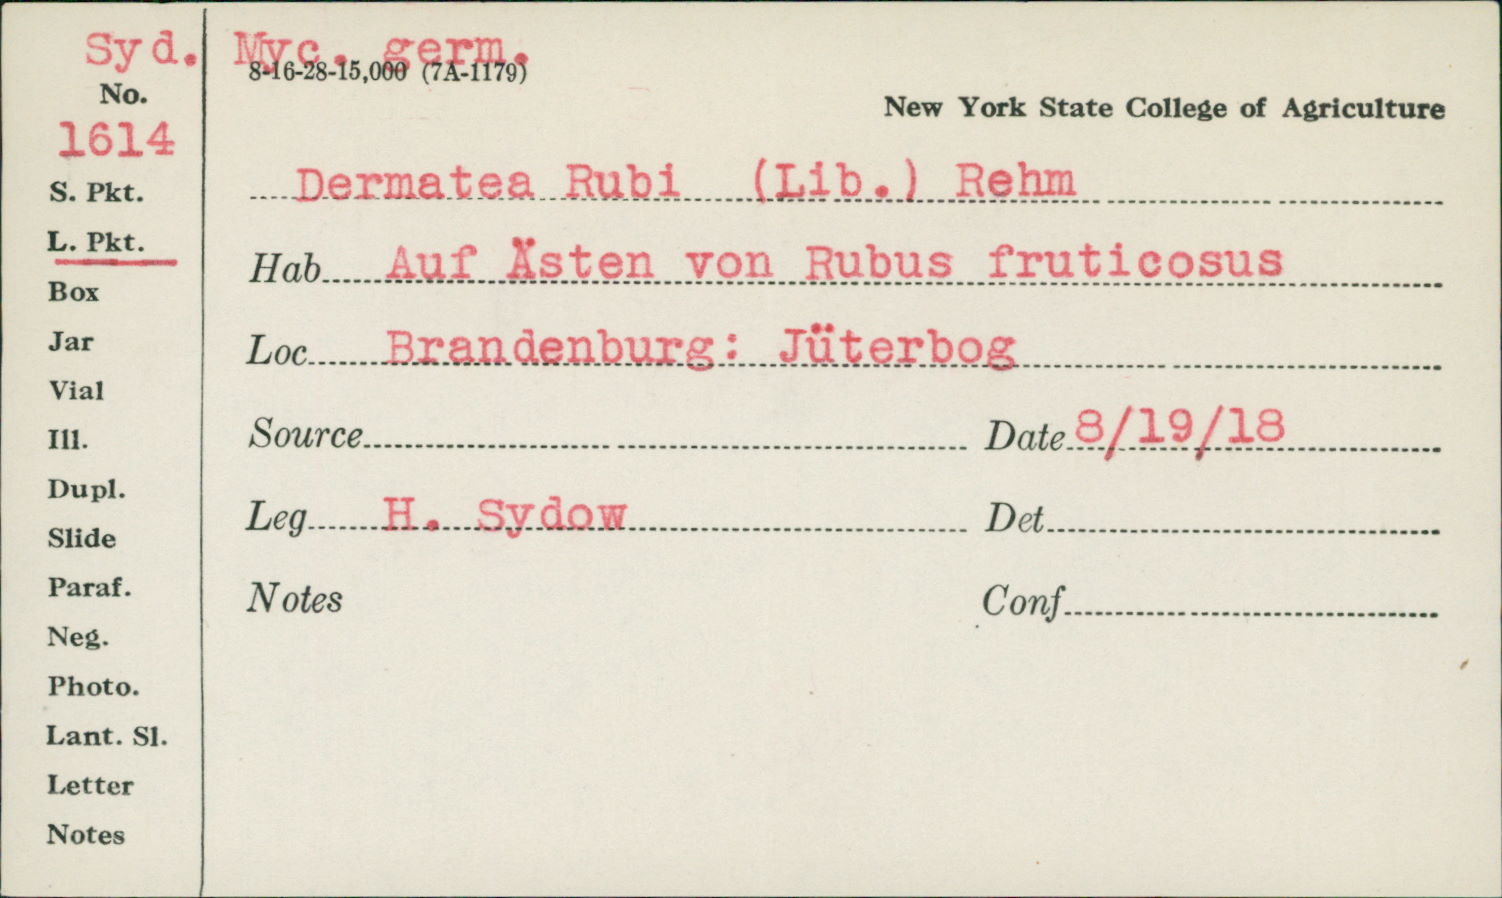 Syd. Myc. germ.
8-16-28-15,000 (7A-1179)
No.
1614
New York State College of Agriculture
S. Pkt.
Dermatea Rubi (Lib.) Rehm
L. Pkt.
Hab Auf Ästen von Rubus fruticosus
Box
Jar
Loc Brandenburg: Jüterbog
Vial
Ill.
Source Date 8/19/18
Dupl.
Leg H. Sydow Det
Slide
Paraf.
Notes Conf
Neg.
Photo.
Lant. Sl.
Letter
Notes